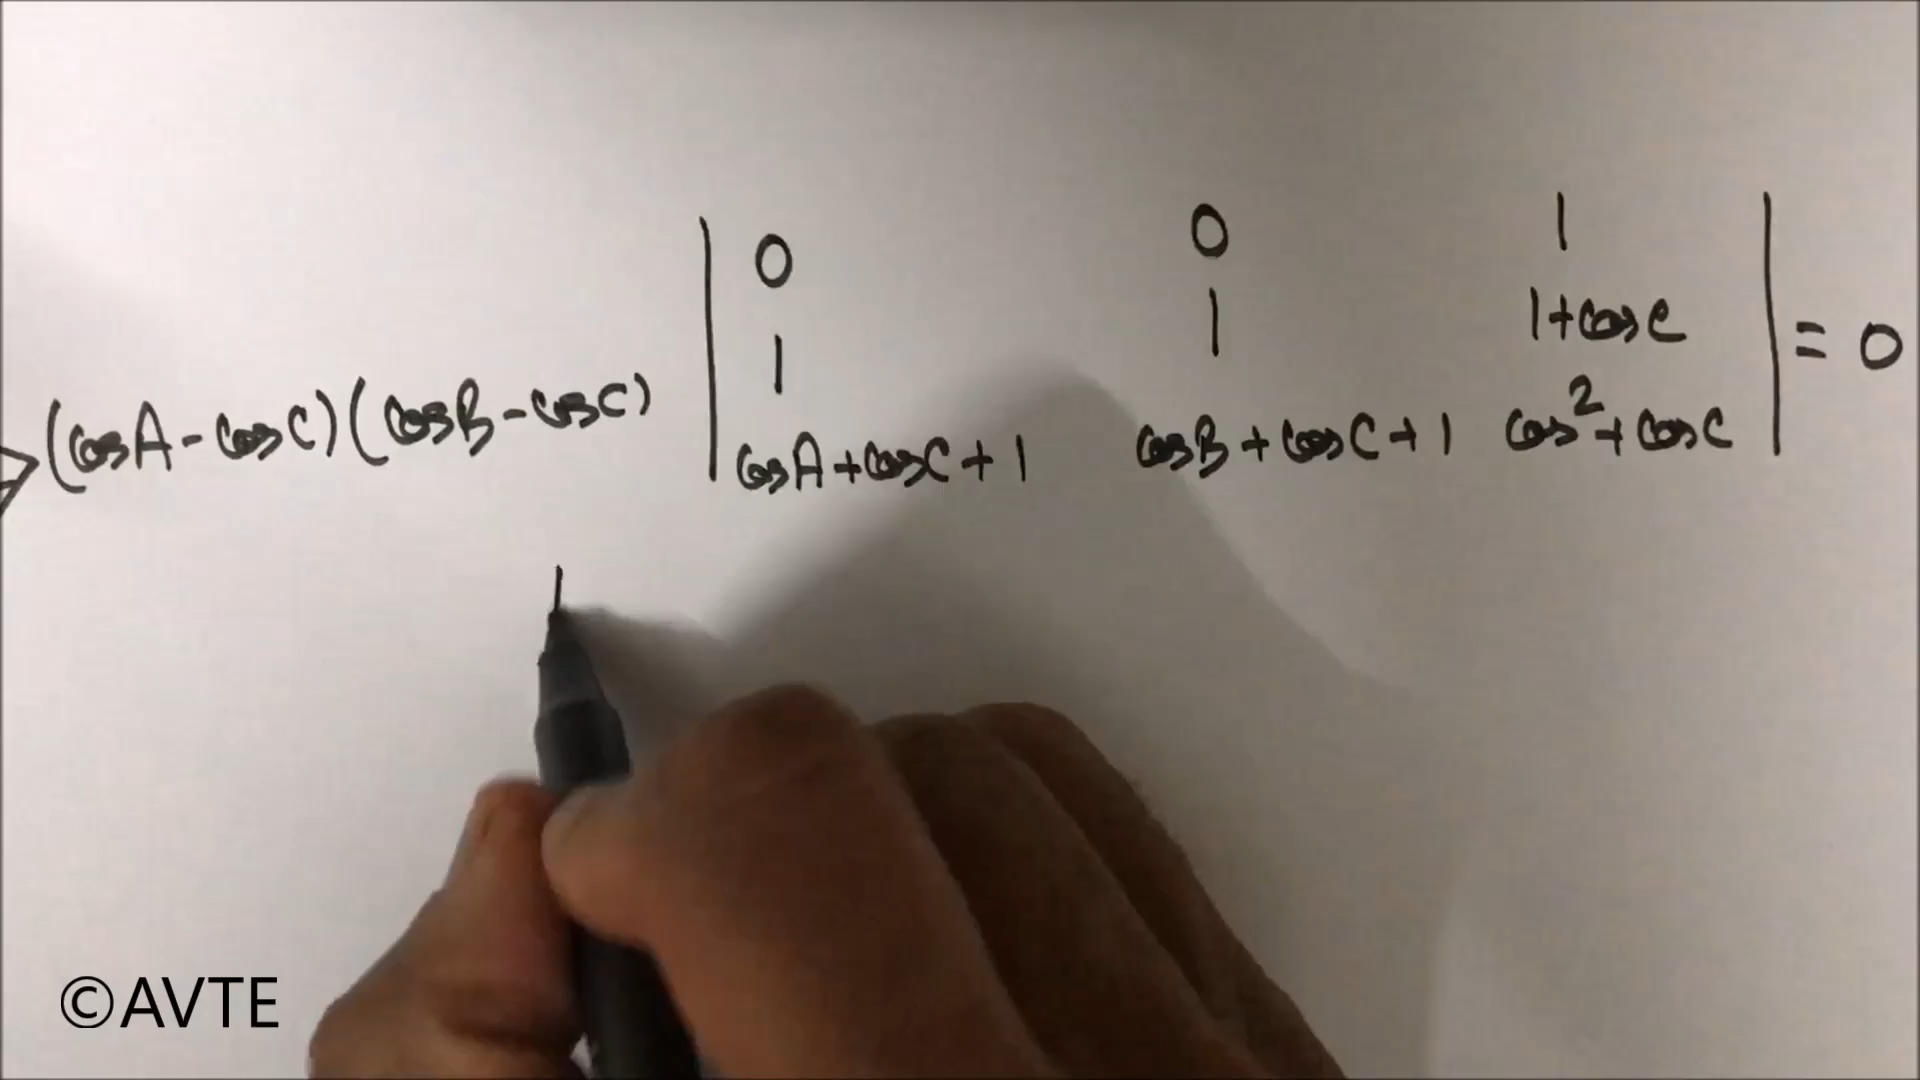 0 0 1
1 1 1+cosC
(cosA-cosC)(cosB-cosC) = 0
cosA+cosC+1 cosB+cosC+1 cos²+cosC
©AVTE